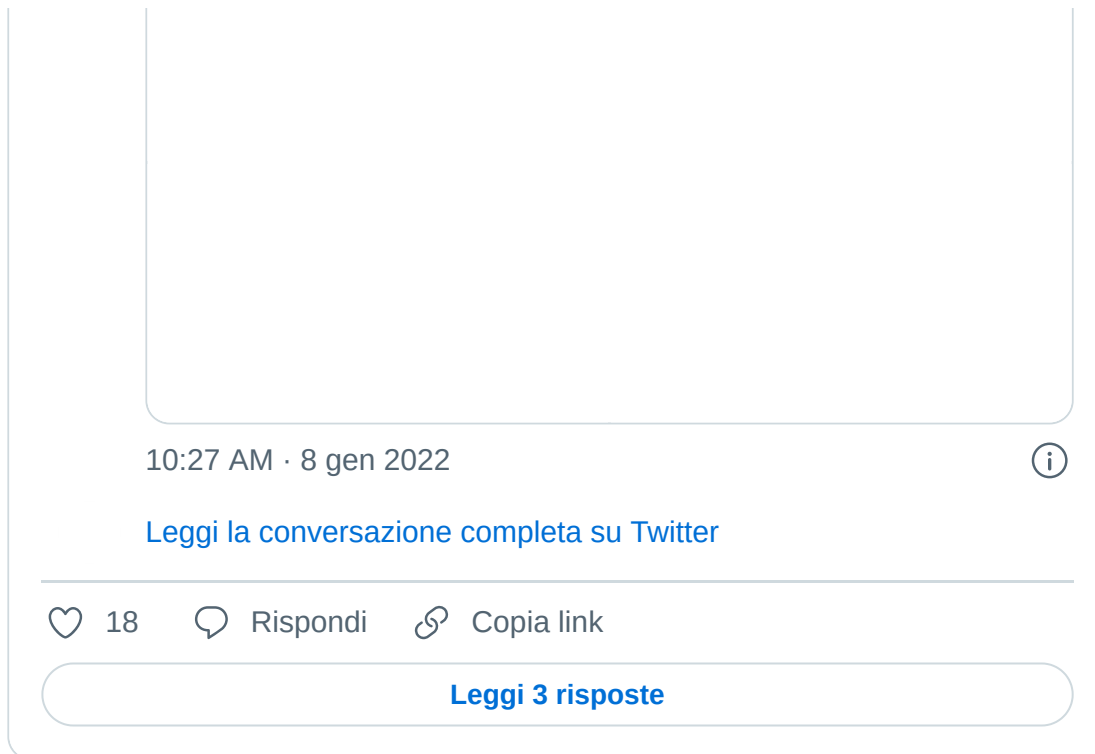 10:27 AM · 8 gen 2022
Leggi la conversazione completa su Twitter
18 Rispondi Copia link
Leggi 3 risposte